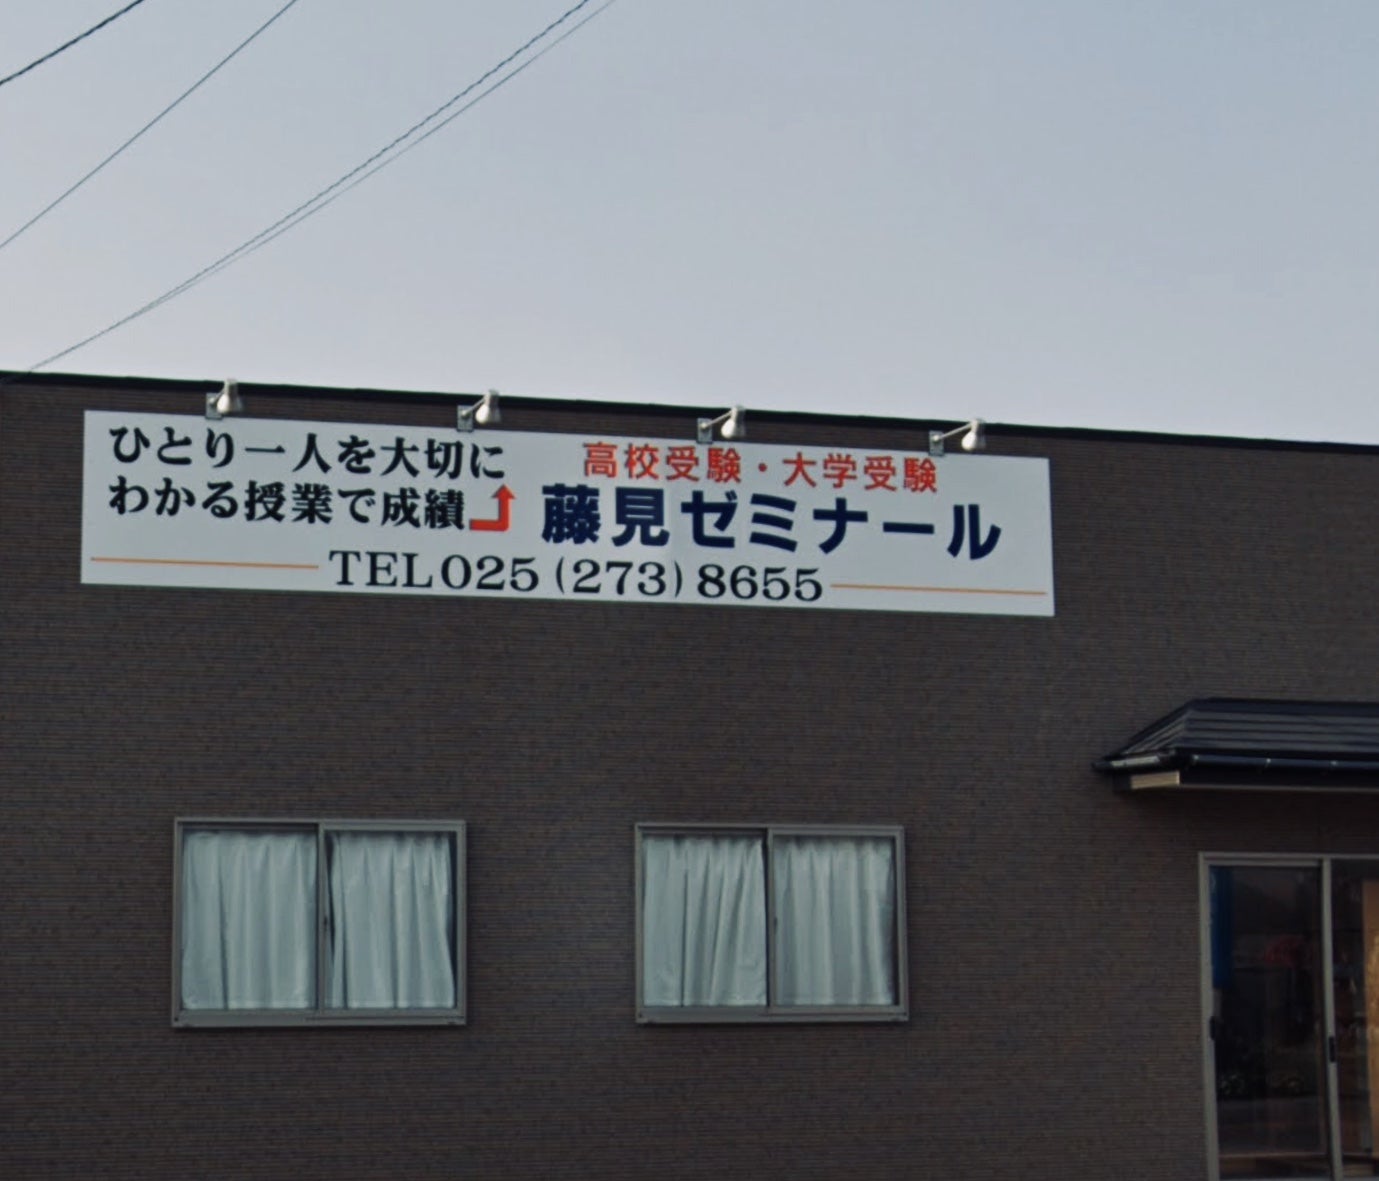 ひとり一人を大切に
わかる授業で成績
高校受験・大学受験
藤見ゼミナール
TEL025(273)8655